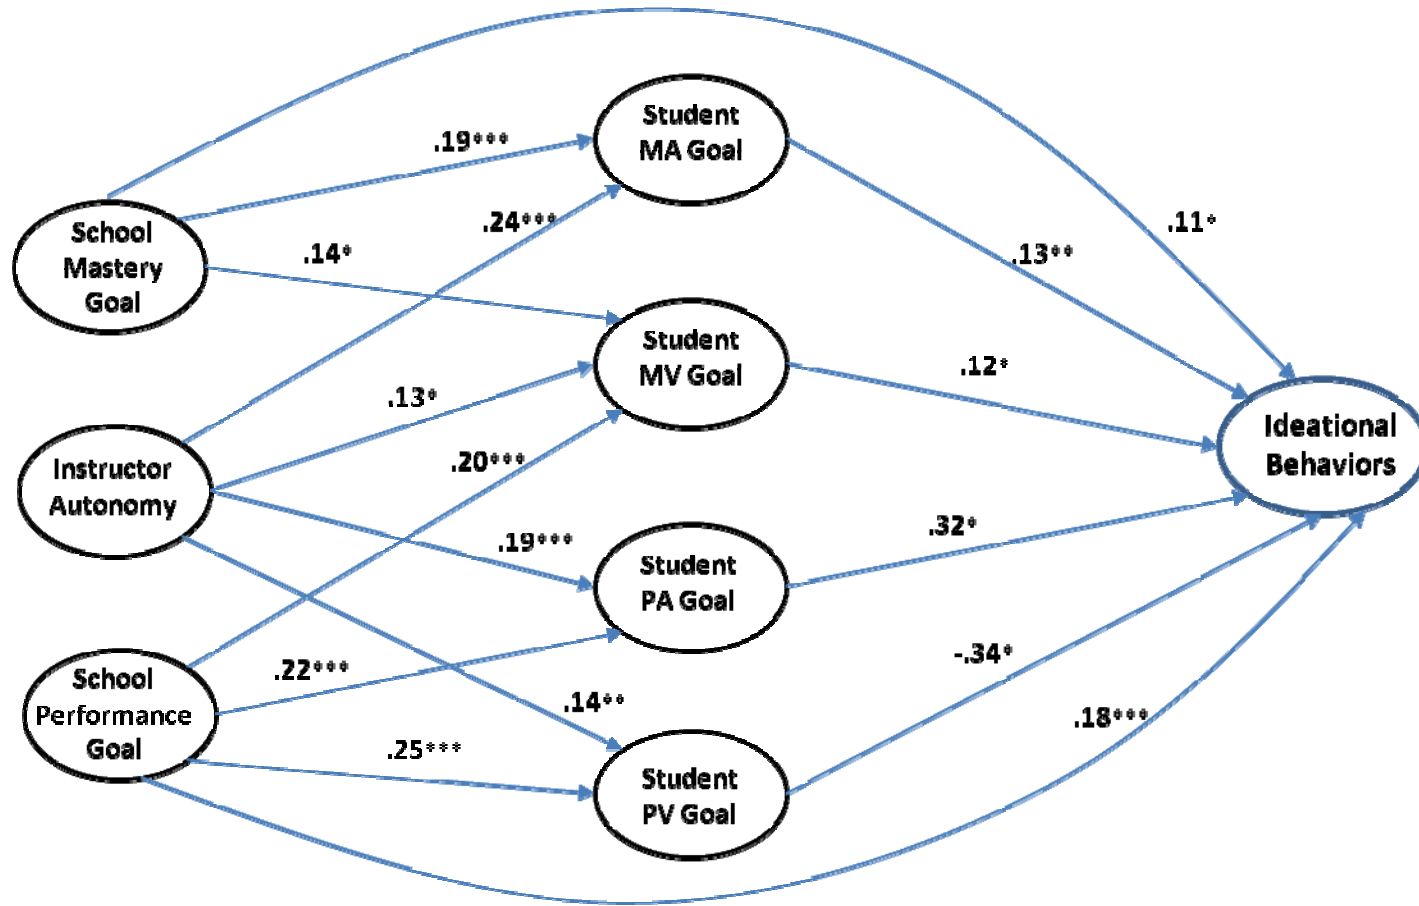 Student
MA Goal
.19***
.24***
.11*
School
Mastery
Goal
.14*
.13**
Student
MV Goal
.12*
.13*
Ideational
Behaviors
Instructor
Autonomy
.20***
.19***
.32*
Student
PA Goal
-.34*
.22***
School
Performance
Goal
.14**
.18***
.25***
Student
PV Goal